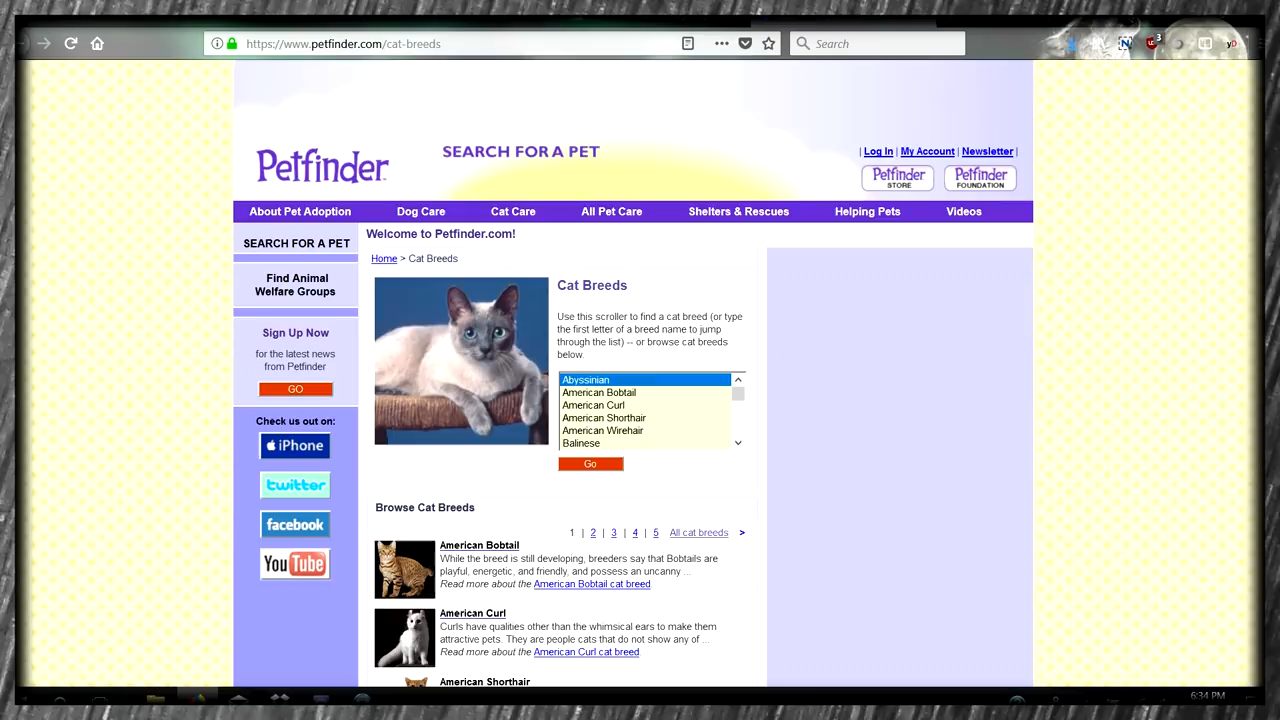 https://www.petfinder.com/cat-breeds
Search
3
Petfinder
SEARCH FOR A PET
| Log In | My Account | Newsletter |
Petfinder STORE
Petfinder FOUNDATION
About Pet Adoption Dog Care Cat Care All Pet Care Shelters & Rescues Helping Pets Videos
SEARCH FOR A PET
Find Animal
Welfare Groups
Sign Up Now
for the latest news
from Petfinder
GO
Check us out on:
iPhone
twitter
facebook
YouTube
Welcome to Petfinder.com!
Home > Cat Breeds
Cat Breeds
Use this scroller to find a cat breed (or type
the first letter of a breed name to jump
through the list) -- or browse cat breeds
below.
Abyssinian
American Bobtail
American Curl
American Shorthair
American Wirehair
Balinese
Go
Browse Cat Breeds
1 | 2 | 3 | 4 | 5 All cat breeds >
American Bobtail
While the breed is still developing, breeders say that Bobtails are
playful, energetic, and friendly, and possess an uncanny ...
Read more about the American Bobtail cat breed.
American Curl
Curls have qualities other than the whimsical ears to make them
attractive pets. They are people cats that do not show any of ...
Read more about the American Curl cat breed.
American Shorthair
6:34 PM